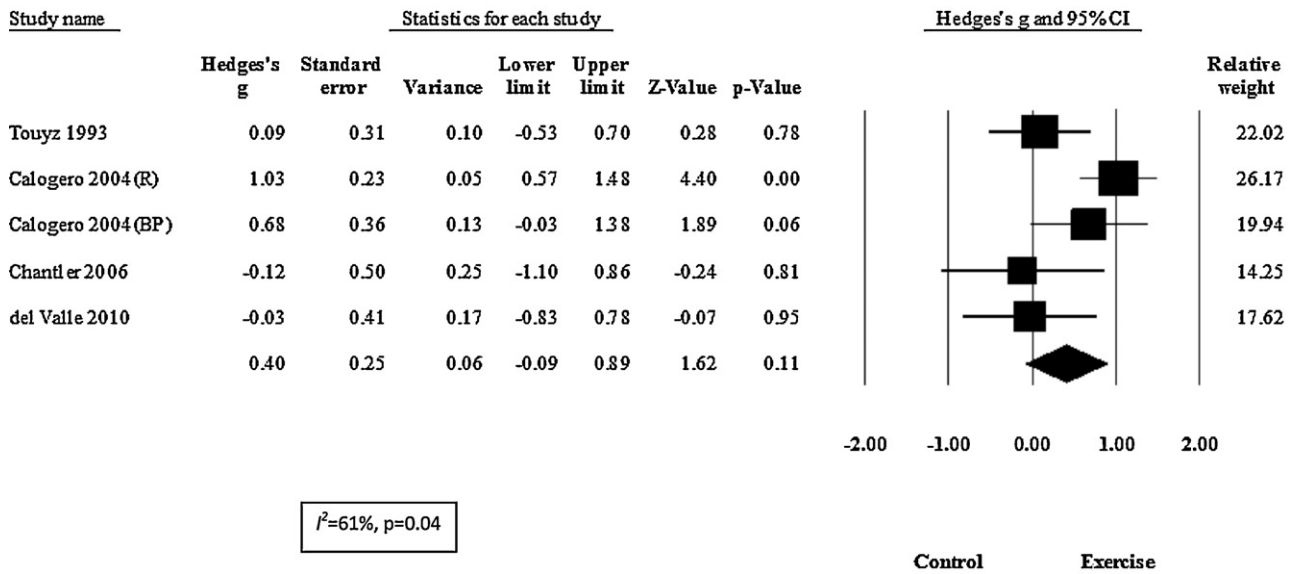 Study name Statistics for each study Hedges's g and 95% CI
Hedges's Standard Lower Upper Relative
g error Variance limit limit Z-Value p-Value weight
Touyz 1993 0.09 0.31 0.10 -0.53 0.70 0.28 0.78 22.02
Calogero 2004 (R) 1.03 0.23 0.05 0.57 1.48 4.40 0.00 26.17
Calogero 2004 (BP) 0.68 0.36 0.13 -0.03 1.38 1.89 0.06 19.94
Chantler 2006 -0.12 0.50 0.25 -1.10 0.86 -0.24 0.81 14.25
del Valle 2010 -0.03 0.41 0.17 -0.83 0.78 -0.07 0.95 17.62
0.40 0.25 0.06 -0.09 0.89 1.62 0.11
-2.00 -1.00 0.00 1.00 2.00
I²=61%, p=0.04
Control Exercise